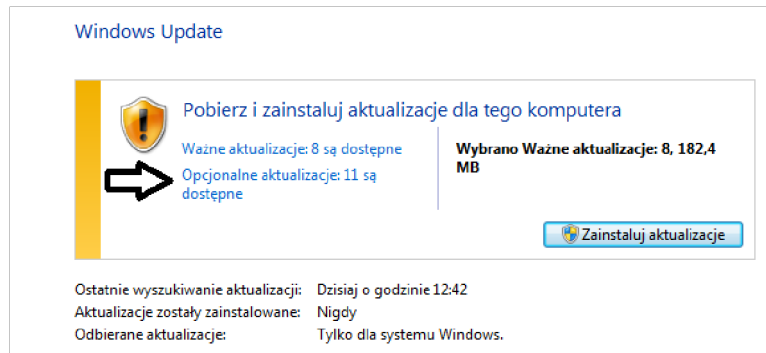 Windows Update
Pobierz i zainstaluj aktualizacje dla tego komputera
Ważne aktualizacje: 8 są dostępne
Opcjonalne aktualizacje: 11 są
dostępne
Wybrano Ważne aktualizacje: 8, 182,4
MB
Zainstaluj aktualizacje
Ostatnie wyszukiwanie aktualizacji: Dzisiaj o godzinie 12:42
Aktualizacje zostały zainstalowane: Nigdy
Odbierane aktualizacje: Tylko dla systemu Windows.